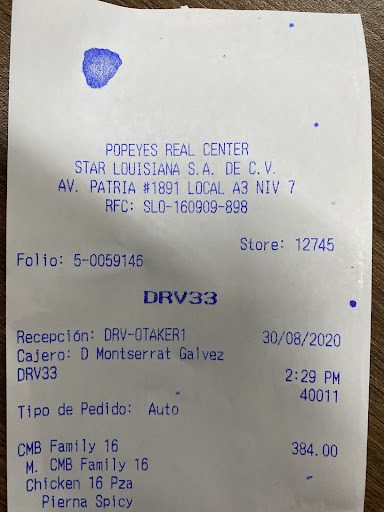 POPEYES REAL CENTER
STAR LOUISIANA S.A. DE C.V.
AV. PATRIA #1891 LOCAL A3 NIV 7
RFC: SLO-160909-898
Store: 12745
Folio: 5-0059146
DRV33
Recepción: DRV-OTAKER1 30/08/2020
Cajero: D Montserrat Galvez
DRV33 2:29 PM
40011
Tipo de Pedido: Auto
CMB Family 16 384.00
M. CMB Family 16
Chicken 16 Pza
Pierna Spicy